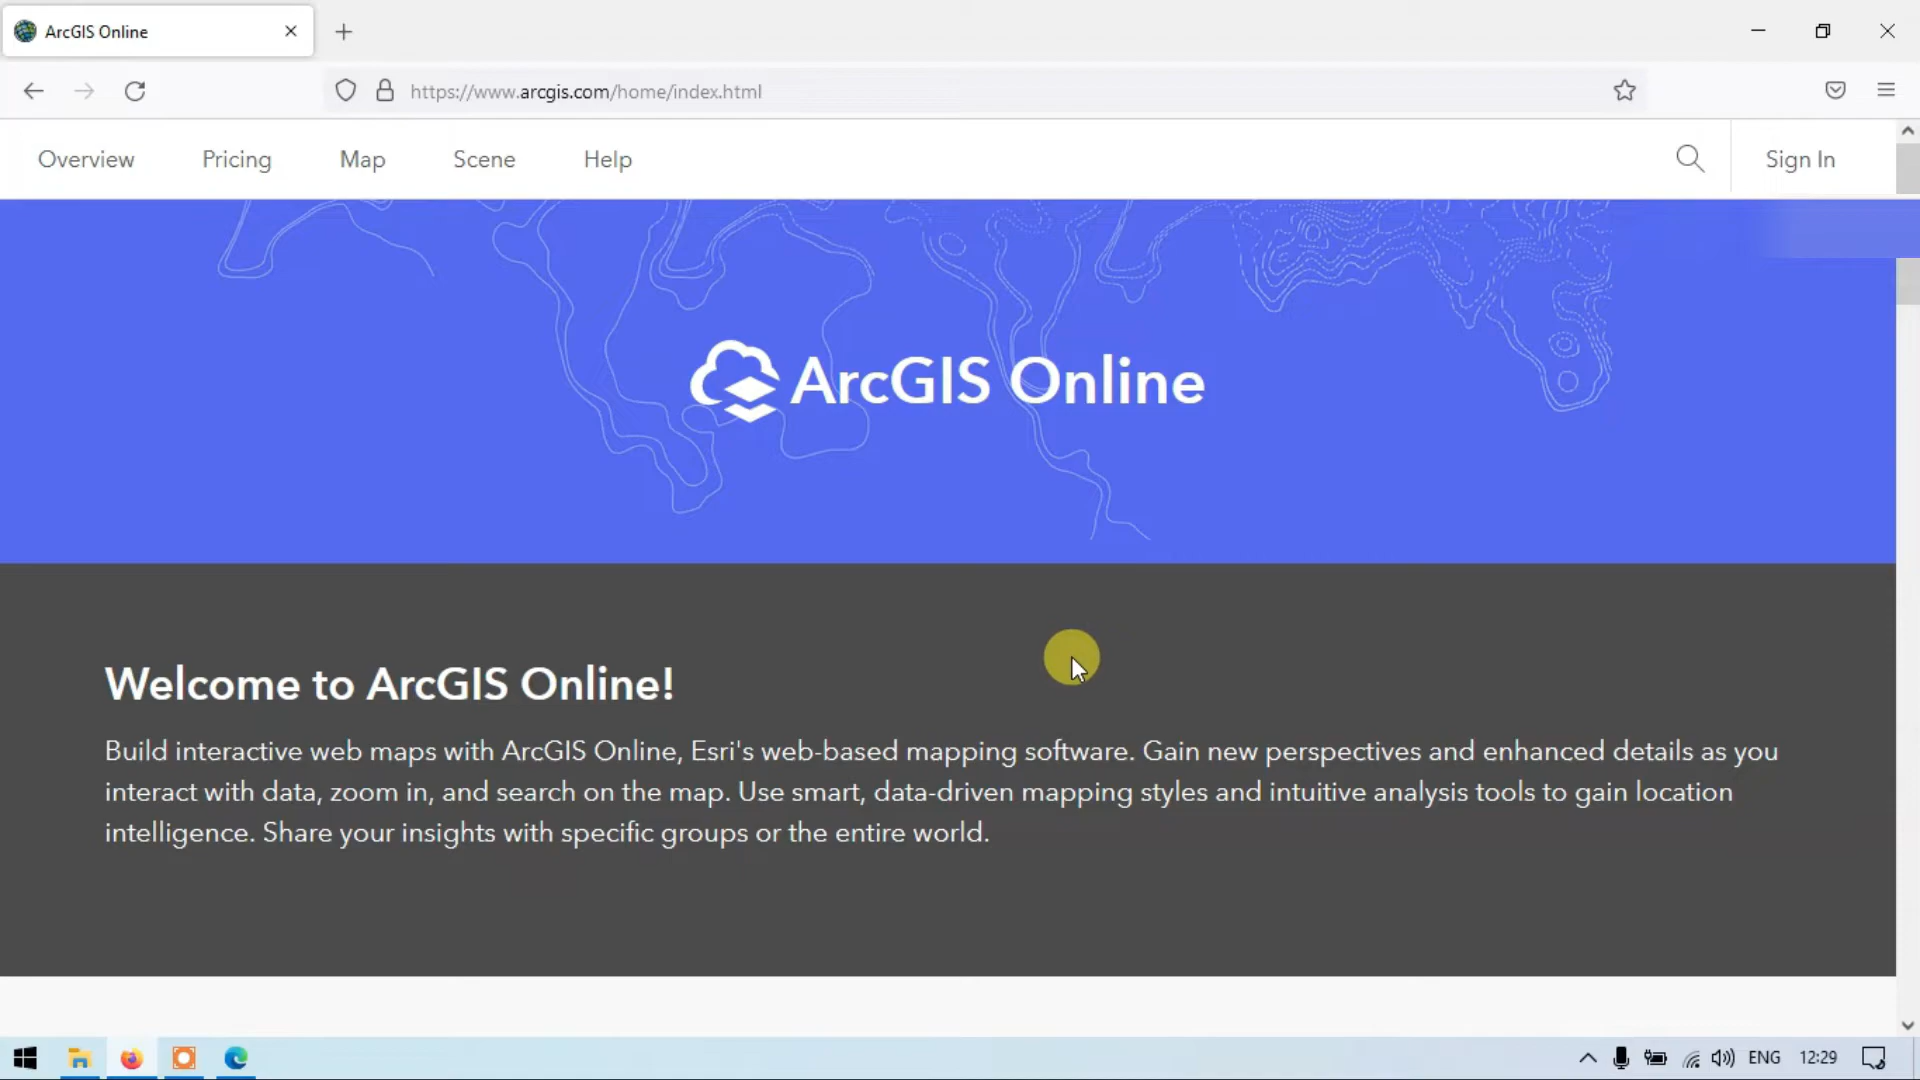 ArcGIS Online
https://www.arcgis.com/home/index.html
Overview Pricing Map Scene Help Sign In
ArcGIS Online
Welcome to ArcGIS Online!
Build interactive web maps with ArcGIS Online, Esri's web-based mapping software. Gain new perspectives and enhanced details as you
interact with data, zoom in, and search on the map. Use smart, data-driven mapping styles and intuitive analysis tools to gain location
intelligence. Share your insights with specific groups or the entire world.
ENG 12:29